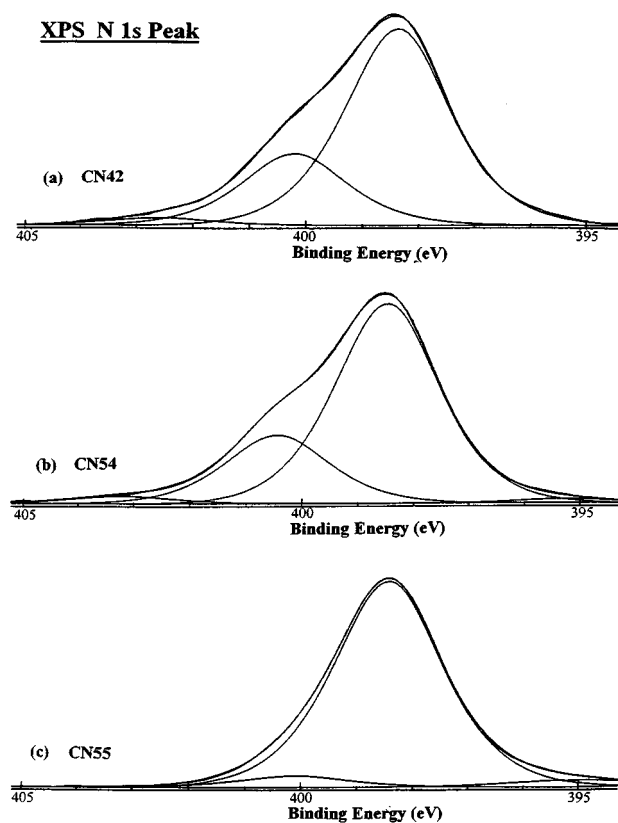 XPS N 1s Peak
(a) CN42
405 400 395
Binding Energy (eV)
(b) CN54
405 400 395
Binding Energy (eV)
(c) CN55
405 400 395
Binding Energy (eV)